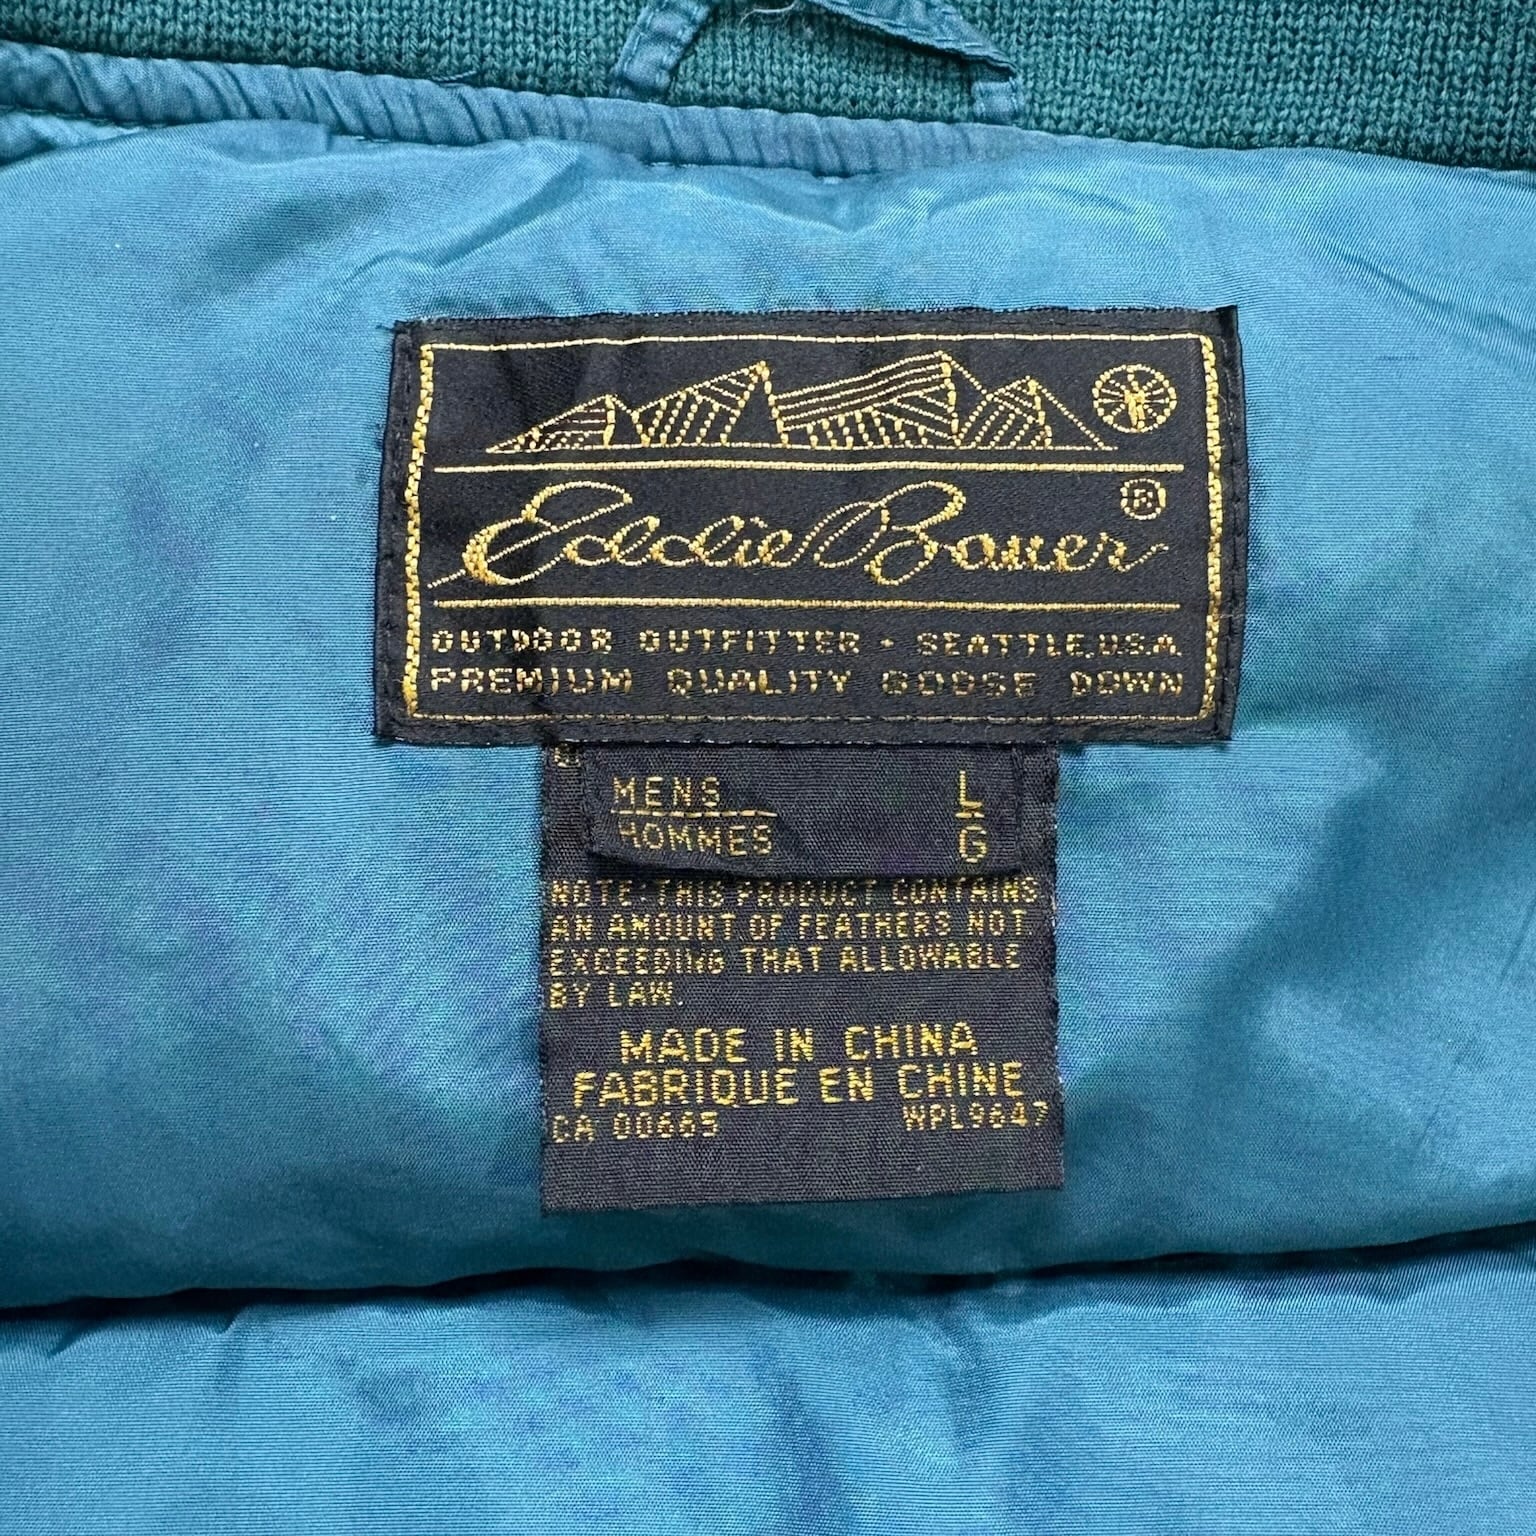 Eddie Bauer®
OUTDOOR OUTFITTER • SEATTLE, U.S.A.
PREMIUM QUALITY GOOSE DOWN
MENS L
HOMMES G
NOTE: THIS PRODUCT CONTAINS
AN AMOUNT OF FEATHERS NOT
EXCEEDING THAT ALLOWABLE
BY LAW.
MADE IN CHINA
FABRIQUE EN CHINE
CA 00665 WPL9647